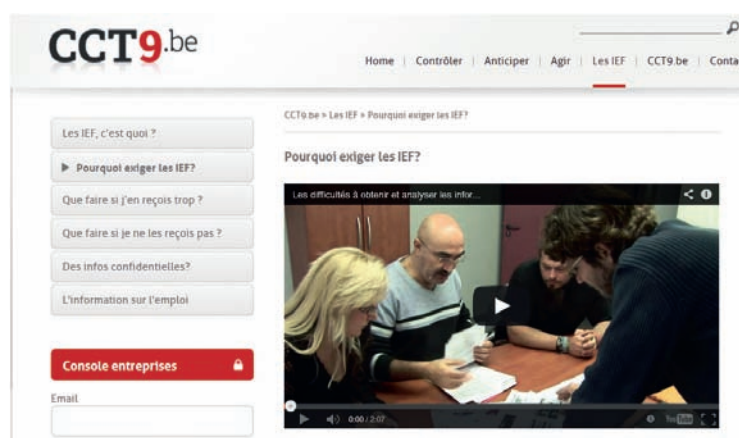 CCT9.be
Home | Contrôler | Anticiper | Agir | Les IEF | CCT9.be | Conta
CCT9.be » Les IEF » Pourquoi exiger les IEF?
Les IEF, c'est quoi ?
Pourquoi exiger les IEF?
Que faire si j'en reçois trop ?
Que faire si je ne les reçois pas ?
Des infos confidentielles?
L'information sur l'emploi
Console entreprises
Email
Pourquoi exiger les IEF?
Les difficultés à obtenir et analyser les infor...
0:00 / 2:07
YouTube